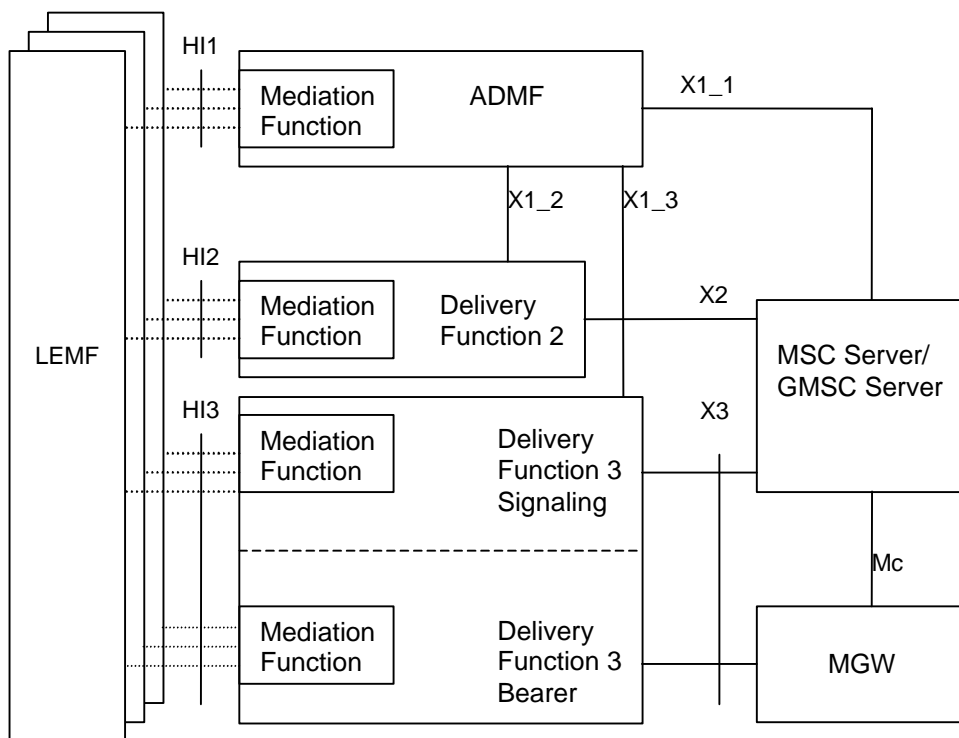 HI1
Mediation
Function
ADMF
X1_1
X1_2
X1_3
HI2
Mediation
Function
Delivery
Function 2
X2
LEMF
MSC Server/
GMSC Server
HI3
Mediation
Function
Delivery
Function 3
Signaling
X3
Mc
Mediation
Function
Delivery
Function 3
Bearer
MGW